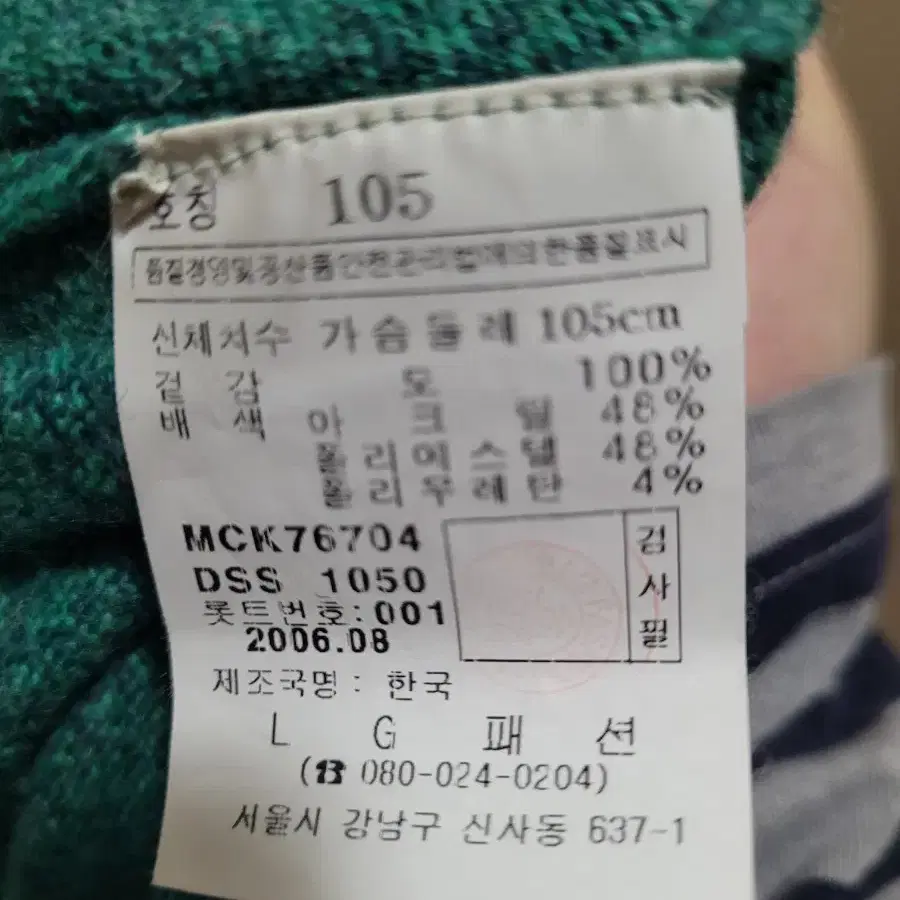 호칭 105
품질경영및공산품안전관리법에의한품질표시
신체치수 가슴둘레 105cm
겉감 모 100%
배색 아크릴 48%
폴리에스텔 48%
폴리우레탄 4%
MCK76704
DSS 1050
롯트번호:001
2006.08
검사필
제조국명 : 한국
LG패션
(☎ 080-024-0204)
서울시 강남구 신사동 637-1